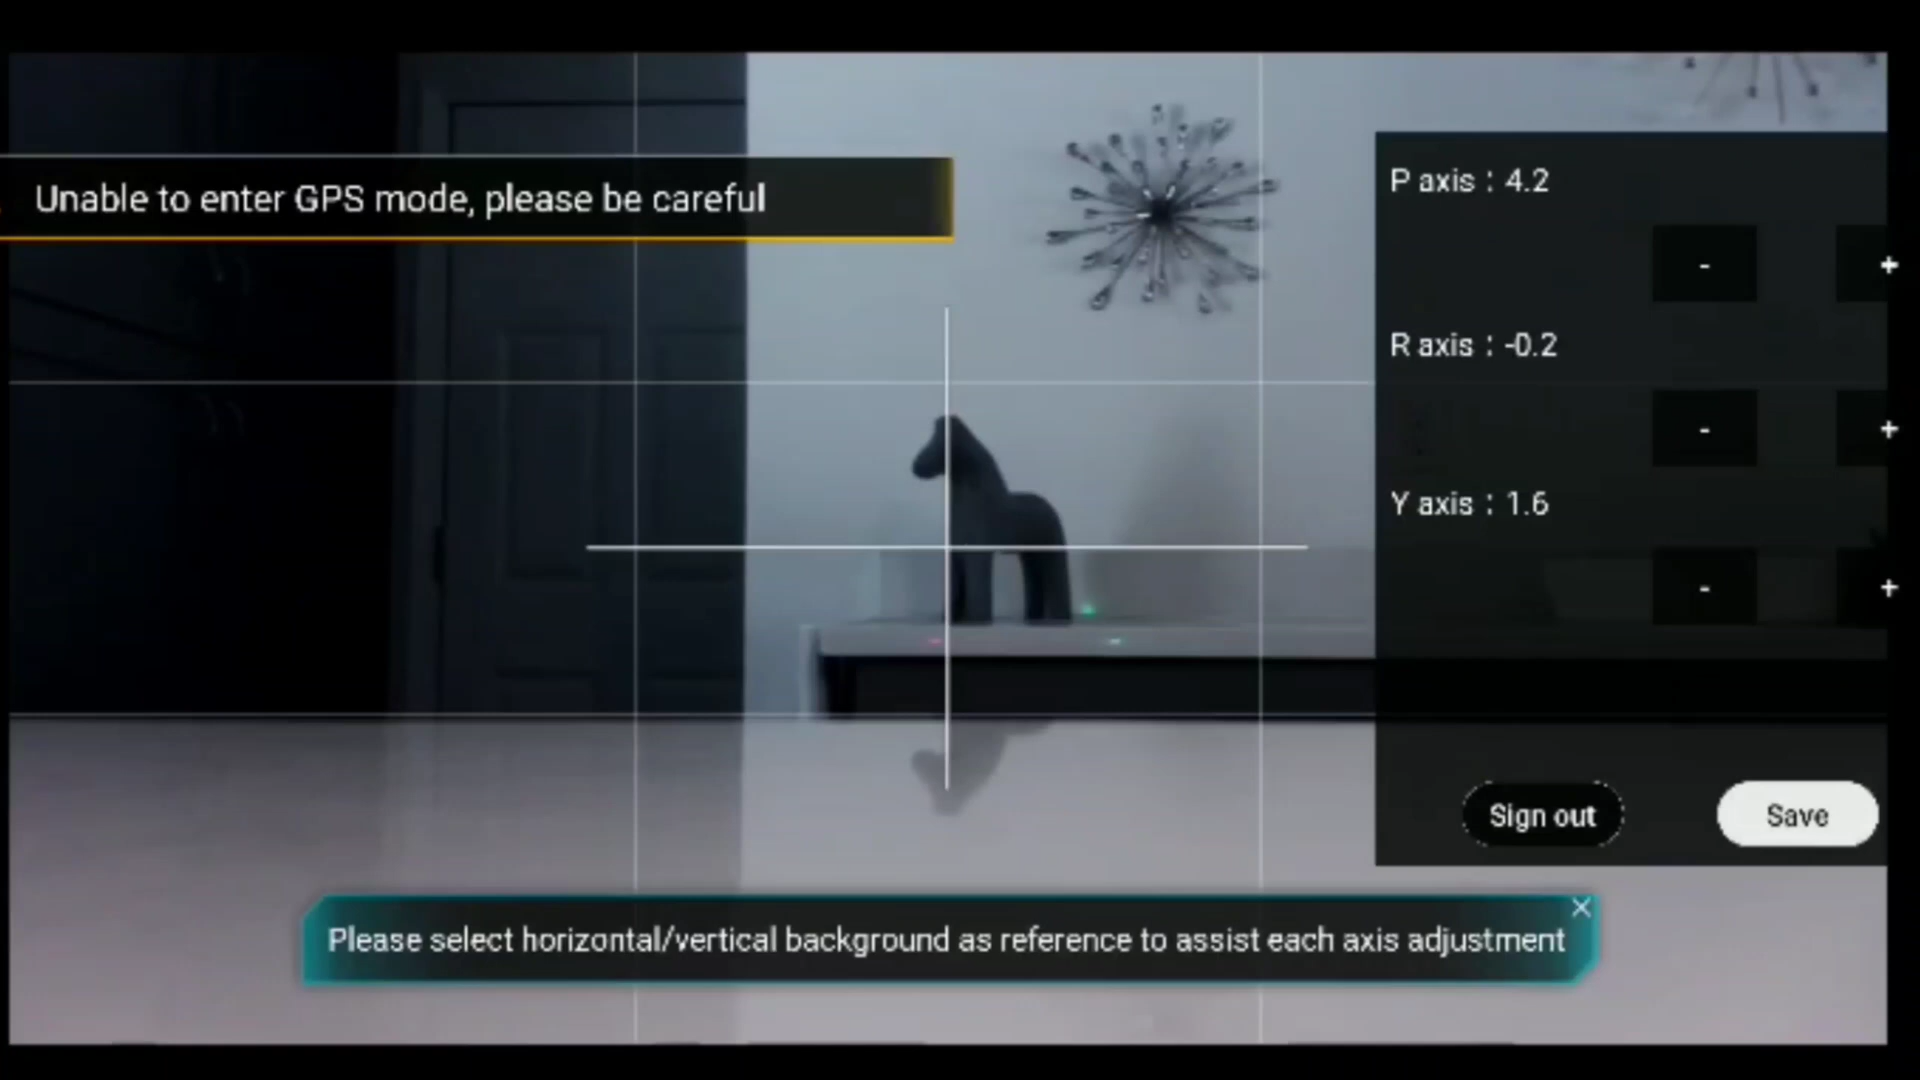 Unable to enter GPS mode, please be careful
P axis : 4.2
- +
R axis : -0.2
- +
Y axis : 1.6
- +
Sign out Save
Please select horizontal/vertical background as reference to assist each axis adjustment